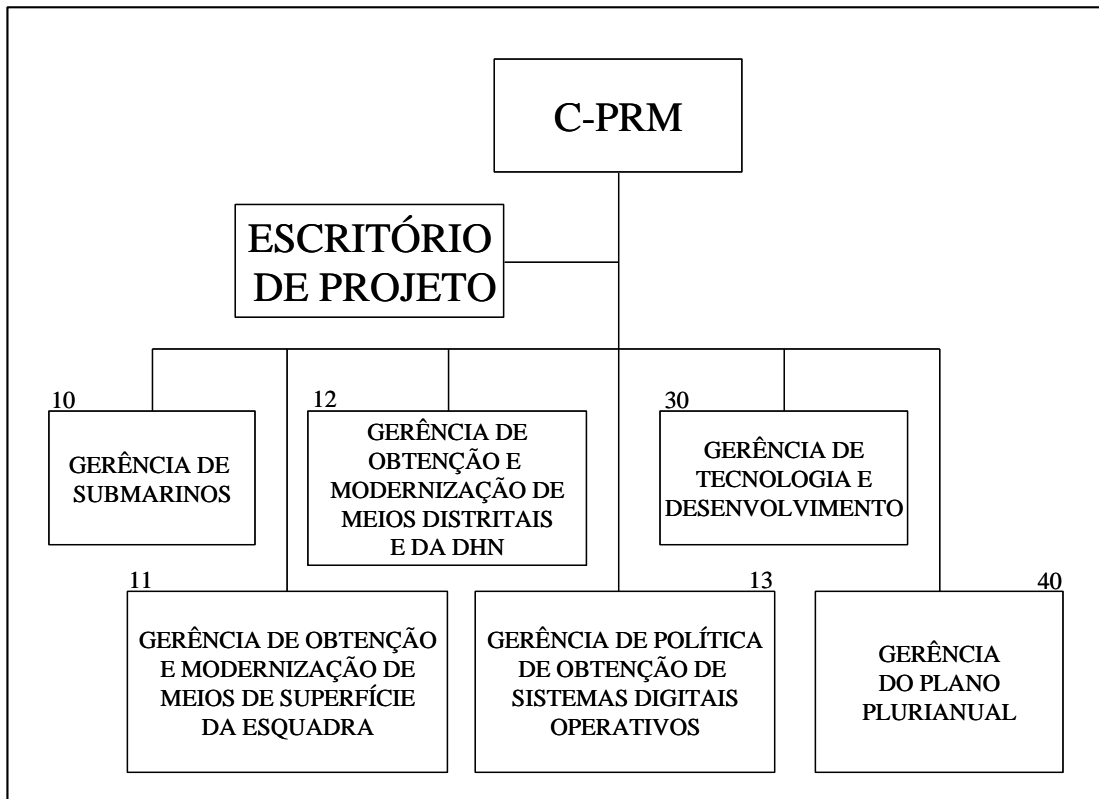 C-PRM
ESCRITÓRIO
DE PROJETO
10
GERÊNCIA DE
SUBMARINOS
12
GERÊNCIA DE
OBTENÇÃO E
MODERNIZAÇÃO DE
MEIOS DISTRITAIS
E DA DHN
30
GERÊNCIA DE
TECNOLOGIA E
DESENVOLVIMENTO
11
GERÊNCIA DE OBTENÇÃO
E MODERNIZAÇÃO DE
MEIOS DE SUPERFÍCIE
DA ESQUADRA
13
GERÊNCIA DE POLÍTICA
DE OBTENÇÃO DE
SISTEMAS DIGITAIS
OPERATIVOS
40
GERÊNCIA
DO PLANO
PLURIANUAL